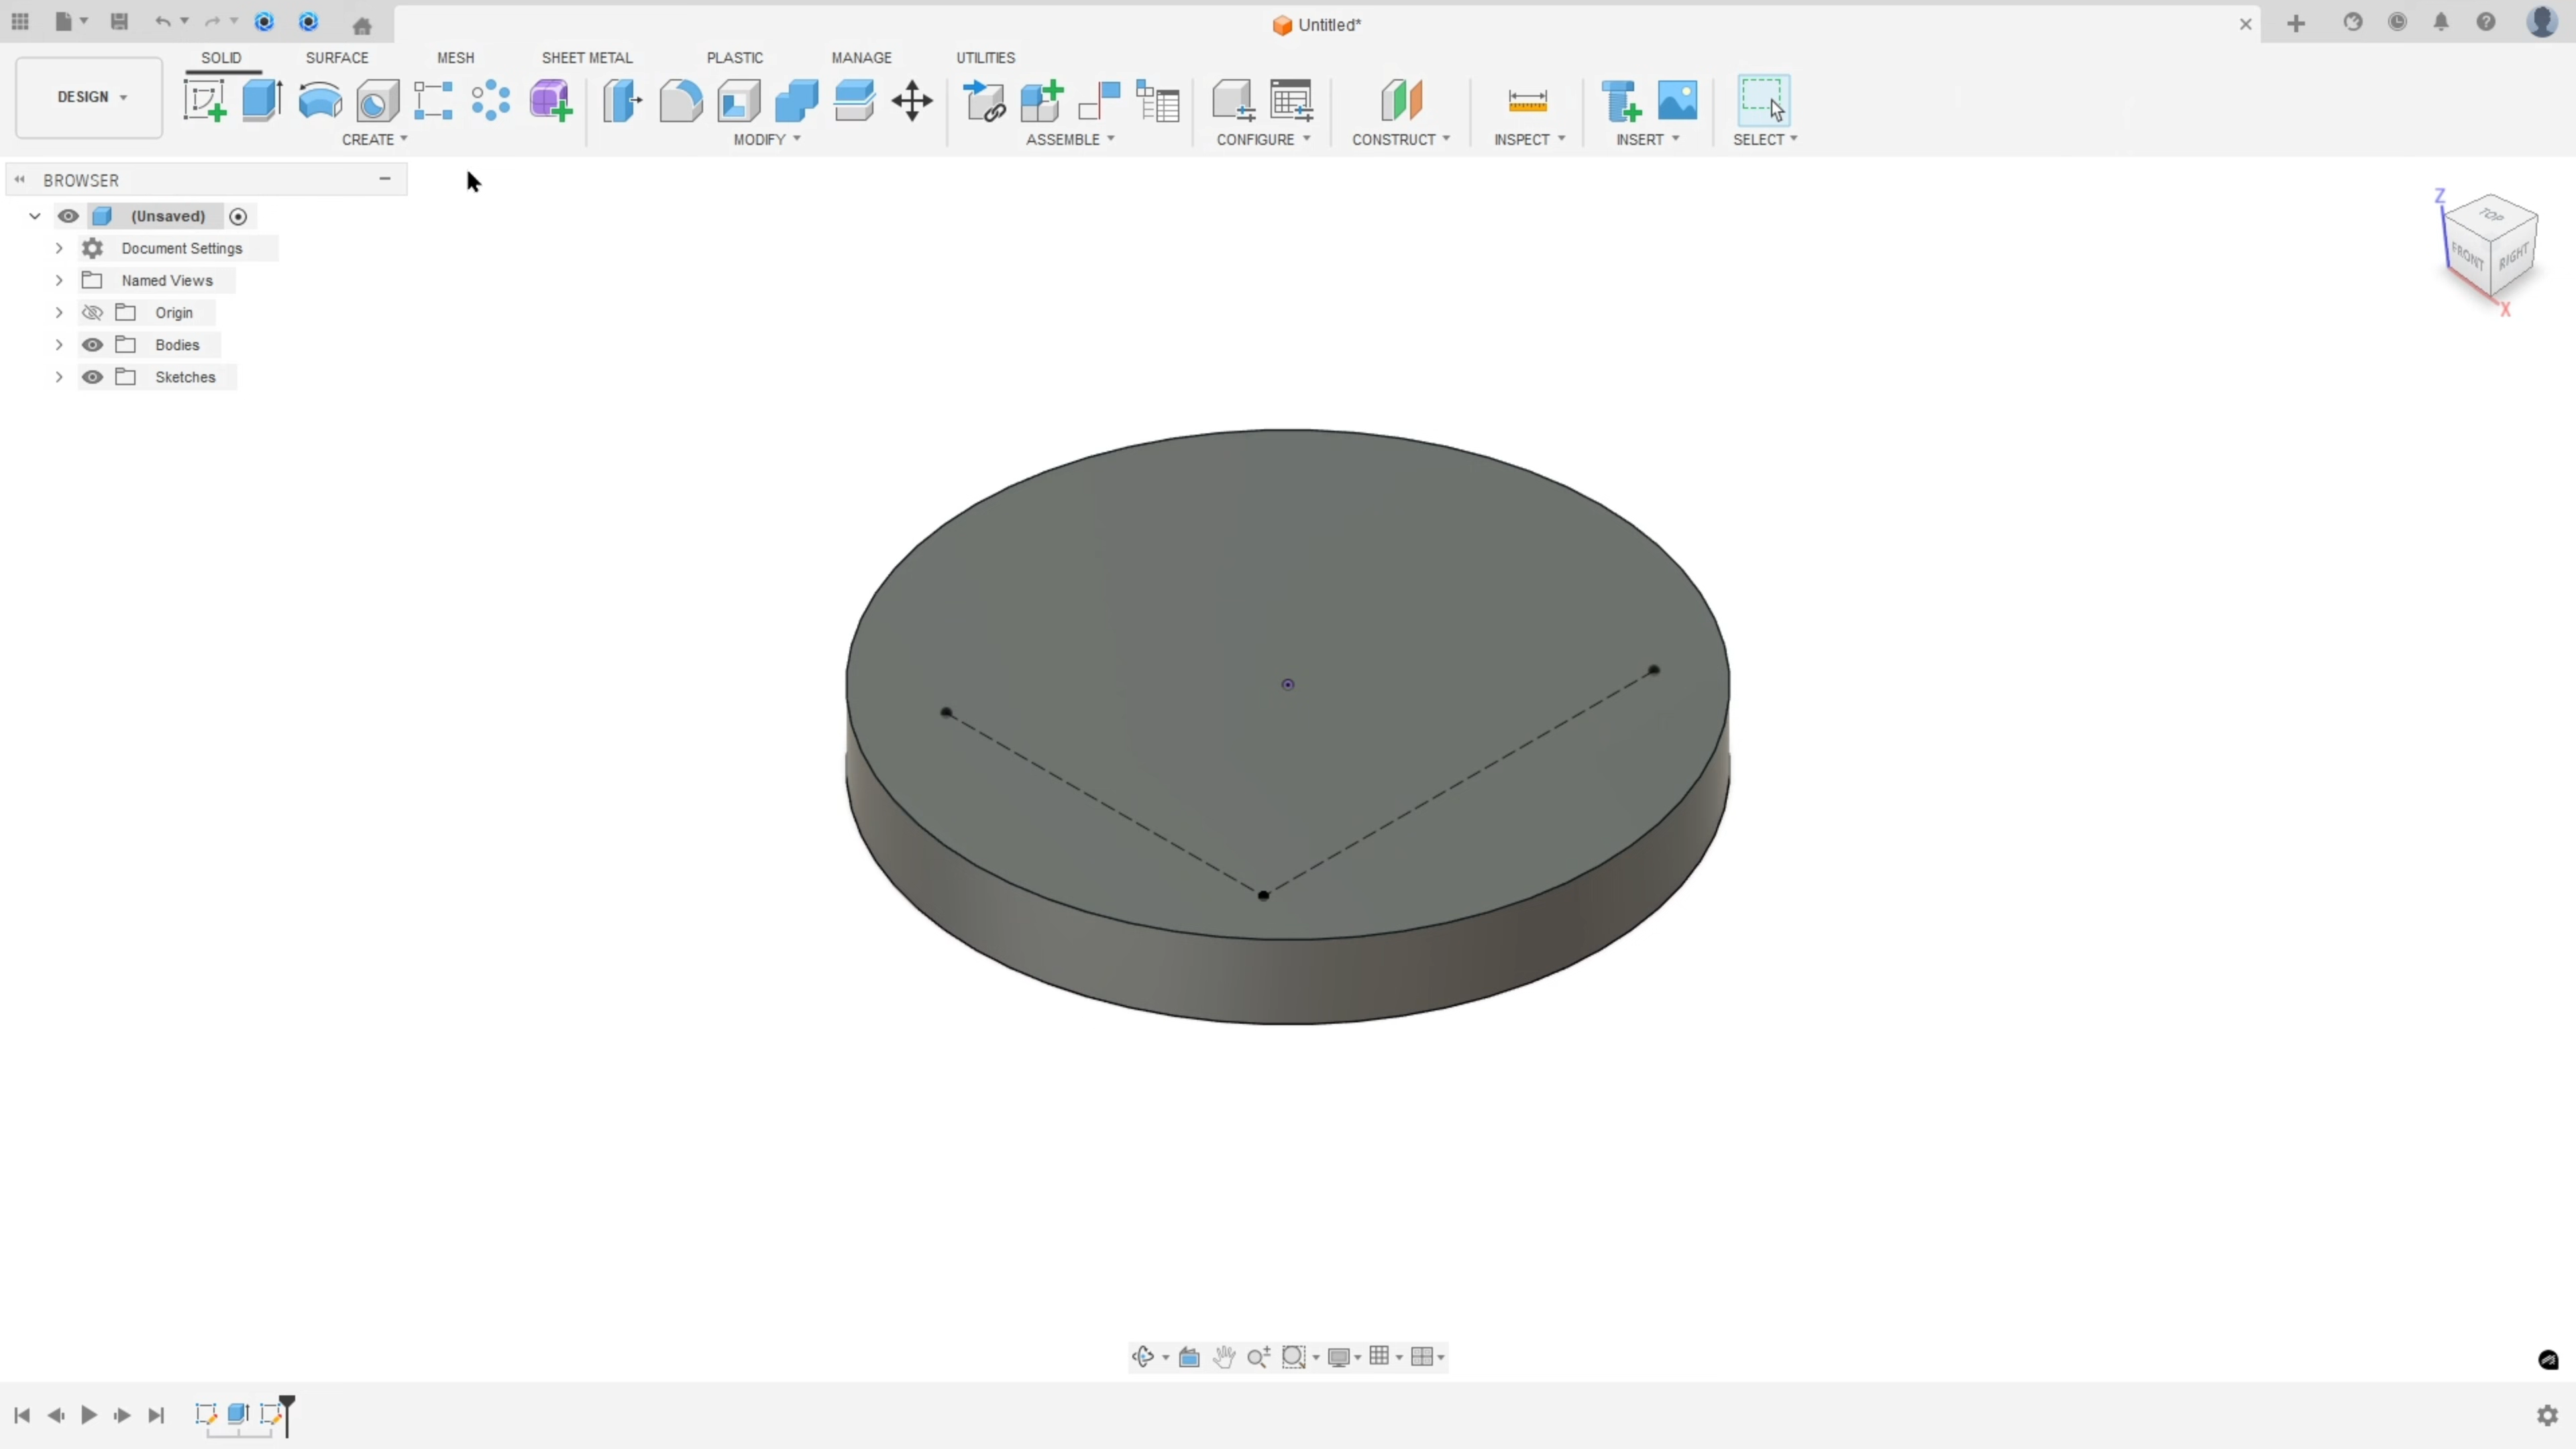 Untitled*
SOLID SURFACE MESH SHEET METAL PLASTIC MANAGE UTILITIES
DESIGN
CREATE MODIFY ASSEMBLE CONFIGURE CONSTRUCT INSPECT INSERT SELECT
BROWSER
(Unsaved)
Document Settings
Named Views
Origin
Bodies
Sketches
Z
TOP
FRONT
RIGHT
X